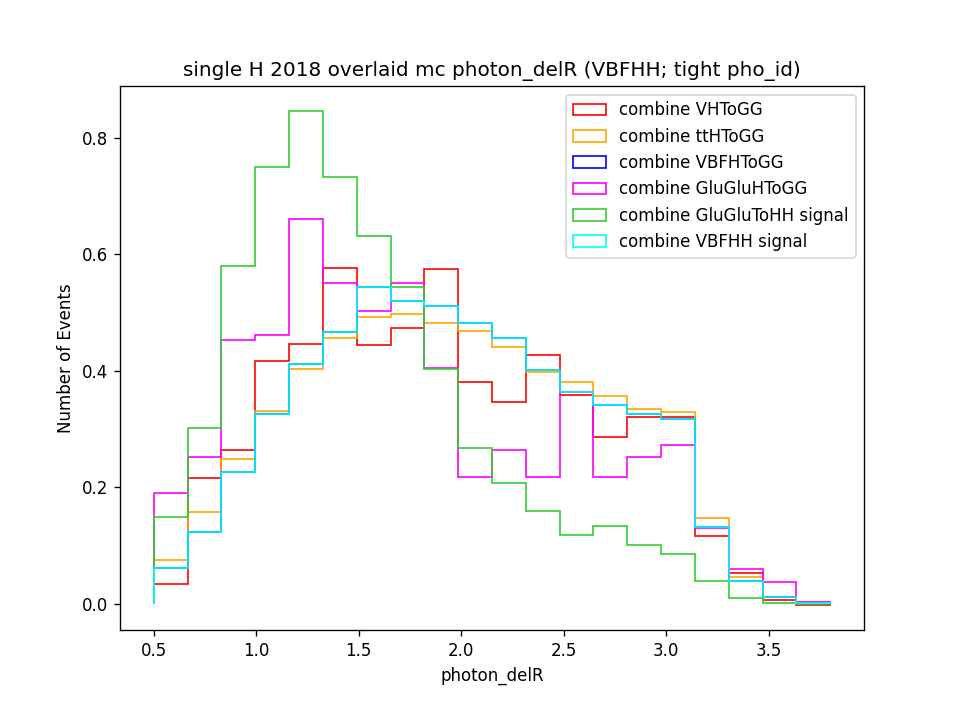 single H 2018 overlaid mc photon_delR (VBFHH; tight pho_id)
combine VHToGG
combine ttHToGG
combine VBFHToGG
combine GluGluHToGG
combine GluGluToHH signal
combine VBFHH signal
Number of Events
0.8
0.6
0.4
0.2
0.0
0.5 1.0 1.5 2.0 2.5 3.0 3.5
photon_delR